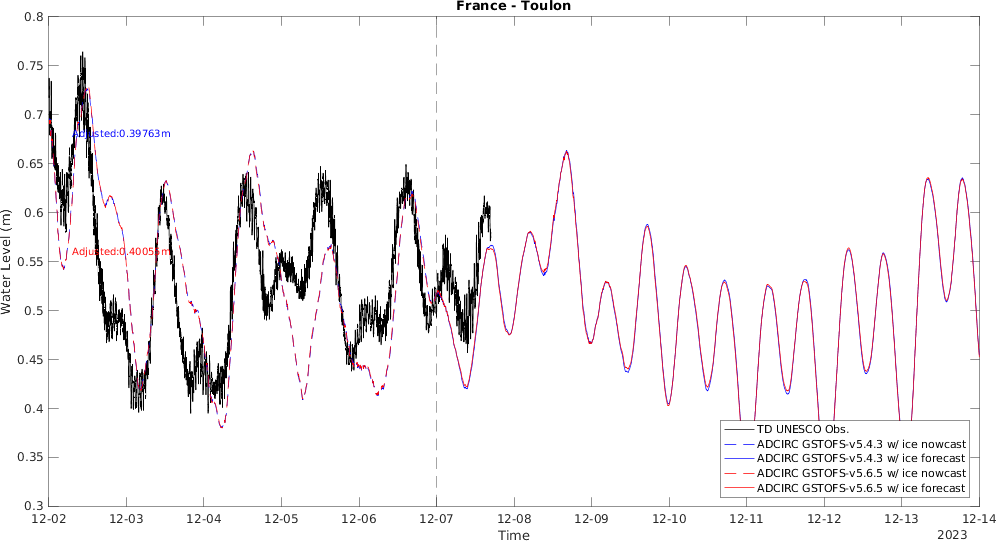 France - Toulon
0.8
0.75
0.7
0.65
0.6
0.55
0.5
0.45
0.4
0.35
0.3
Water Level (m)
Adjusted:0.39763m
Adjusted:0.40055m
12-02 12-03 12-04 12-05 12-06 12-07 12-08 12-09 12-10 12-11 12-12 12-13 12-14
Time
2023
TD UNESCO Obs.
ADCIRC GSTOFS-v5.4.3 w/ ice nowcast
ADCIRC GSTOFS-v5.4.3 w/ ice forecast
ADCIRC GSTOFS-v5.6.5 w/ ice nowcast
ADCIRC GSTOFS-v5.6.5 w/ ice forecast